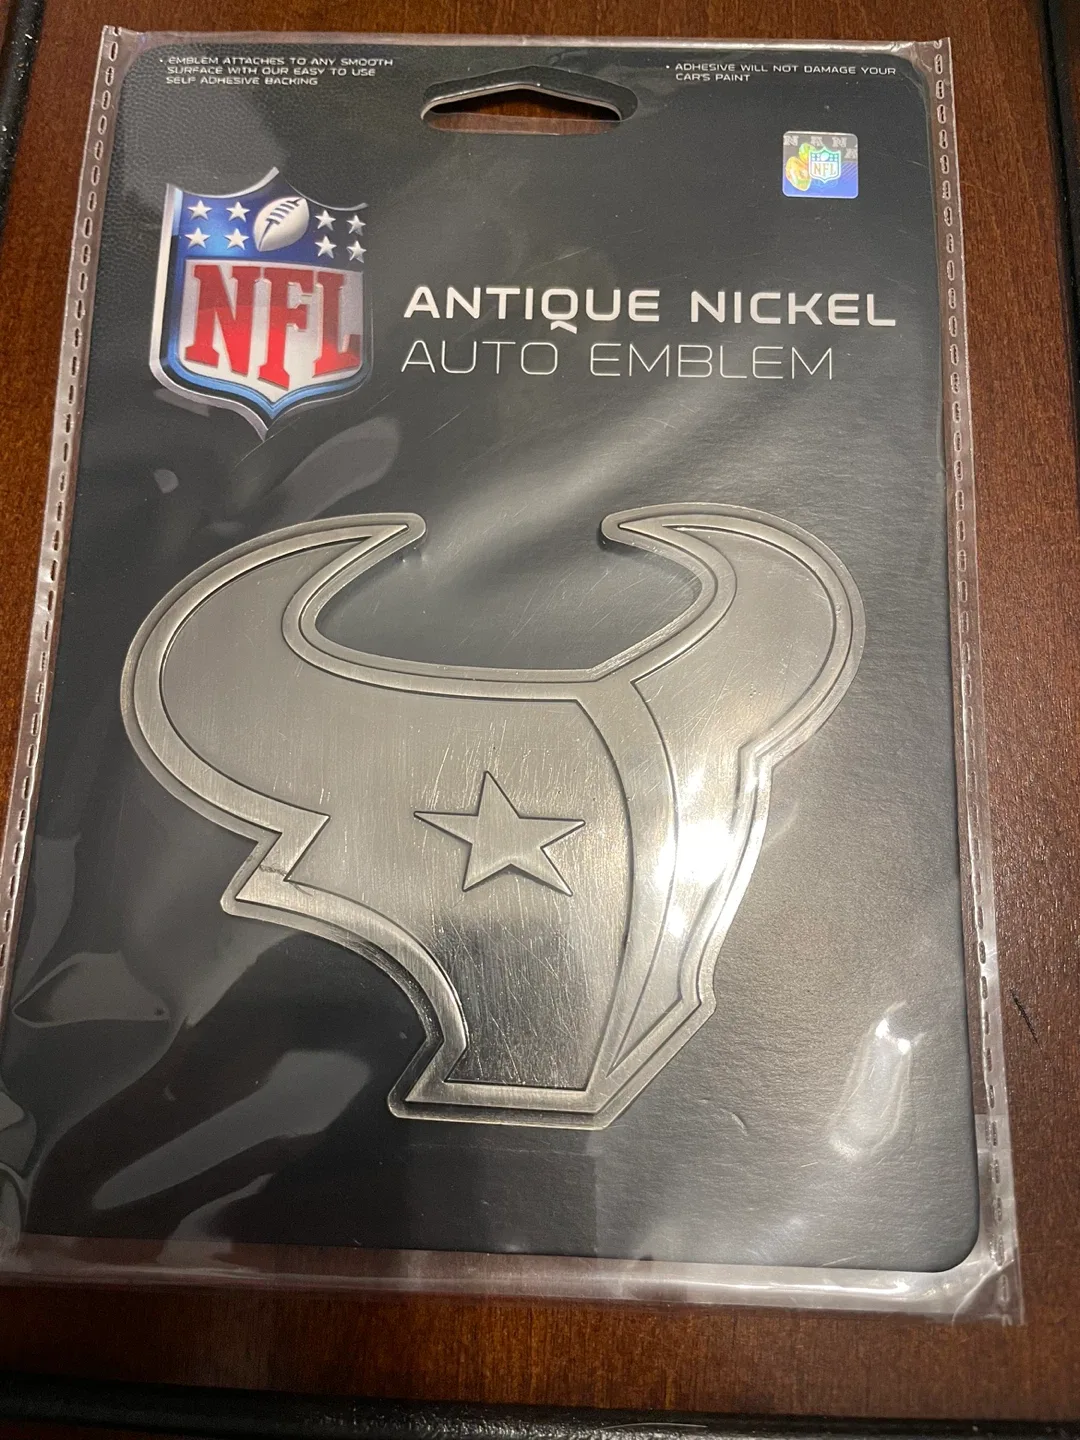 • EMBLEM ATTACHES TO ANY SMOOTH
SURFACE WITH OUR EASY TO USE
SELF ADHESIVE BACKING
• ADHESIVE WILL NOT DAMAGE YOUR
CAR'S PAINT
NFL
NFL
ANTIQUE NICKEL
AUTO EMBLEM